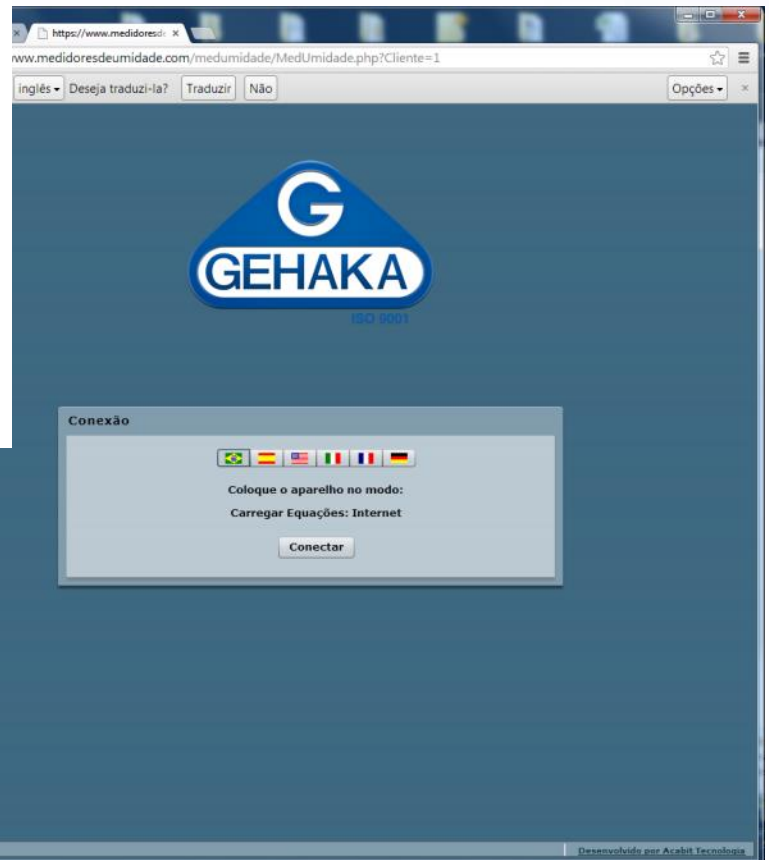 https://www.medidoresde
www.medidoresdeumidade.com/medumidade/MedUmidade.php?Cliente=1
inglês Deseja traduzi-la? Traduzir Não Opções
G
GEHAKA
ISO 9001
Conexão
Coloque o aparelho no modo:
Carregar Equações: Internet
Conectar
Desenvolvido por Acabit Tecnologia